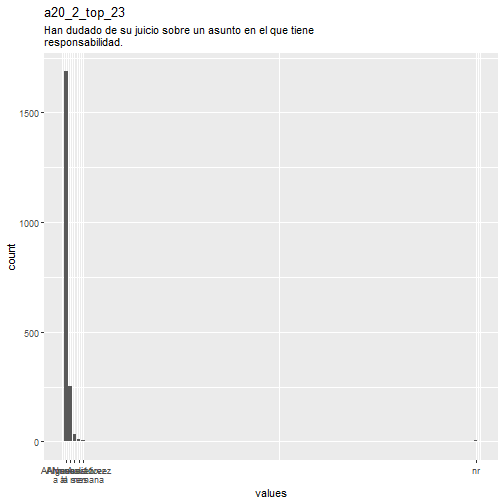 a20_2_top_23
Han dudado de su juicio sobre un asunto en el que tiene
responsabilidad.
1500
1000
500
0
count
nr
values